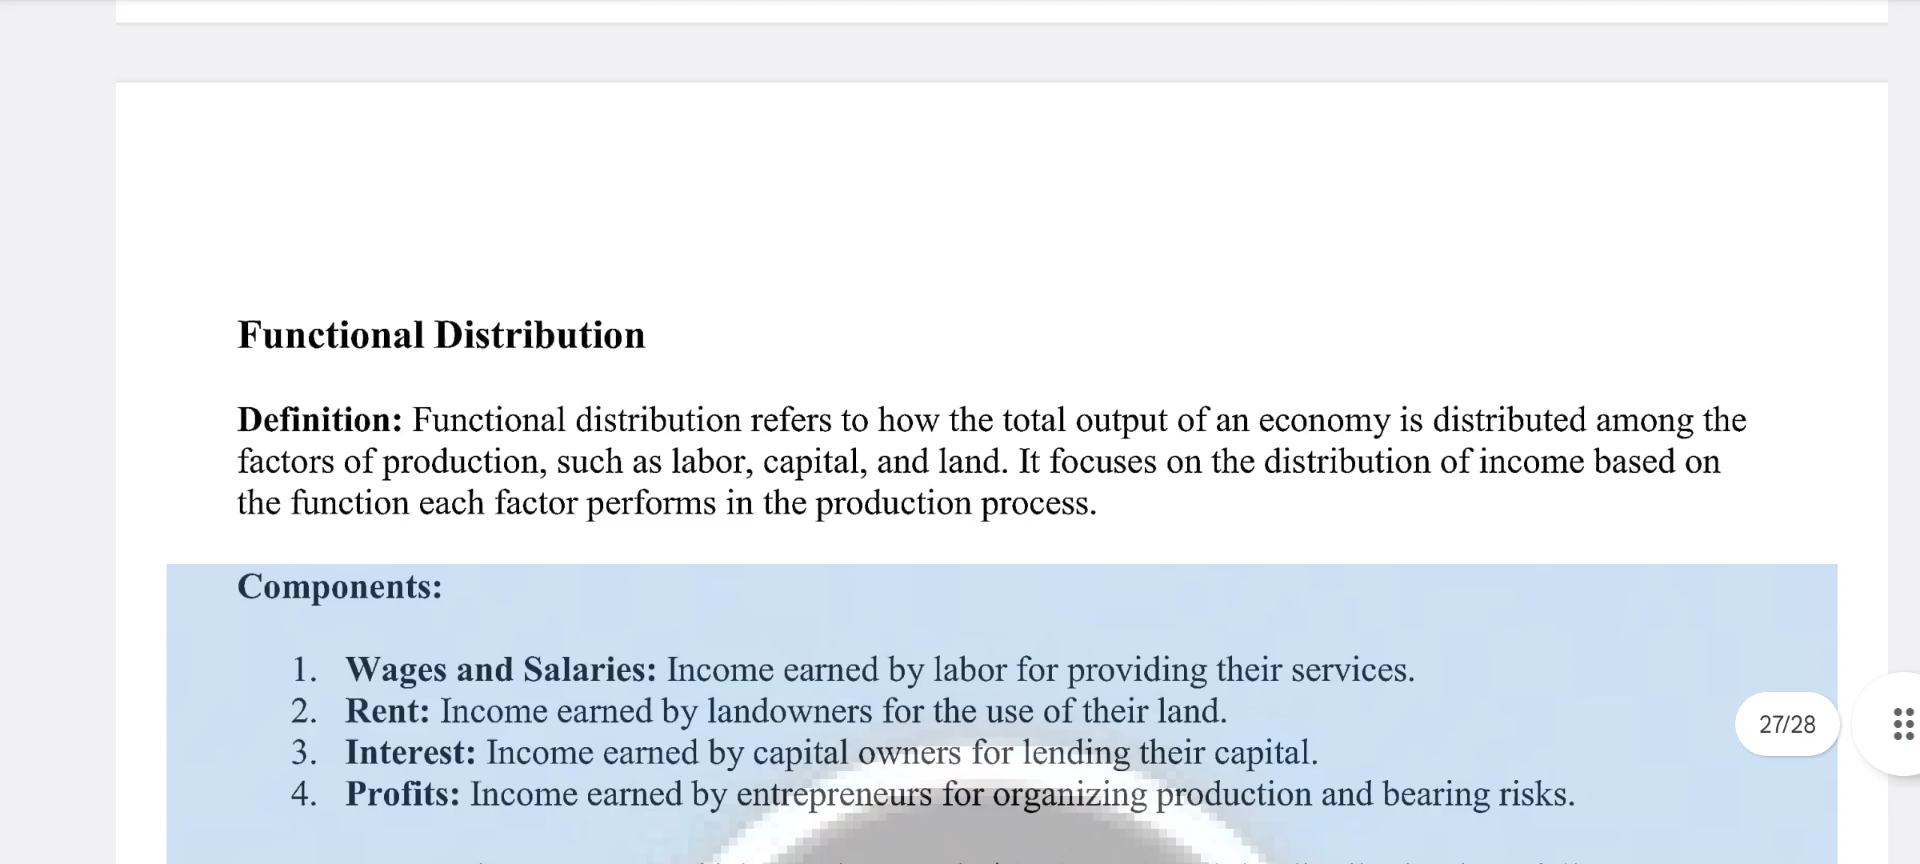 Functional Distribution
Definition: Functional distribution refers to how the total output of an economy is distributed among the
factors of production, such as labor, capital, and land. It focuses on the distribution of income based on
the function each factor performs in the production process.
Components:
1. Wages and Salaries: Income earned by labor for providing their services.
2. Rent: Income earned by landowners for the use of their land.
3. Interest: Income earned by capital owners for lending their capital.
4. Profits: Income earned by entrepreneurs for organizing production and bearing risks.
27/28